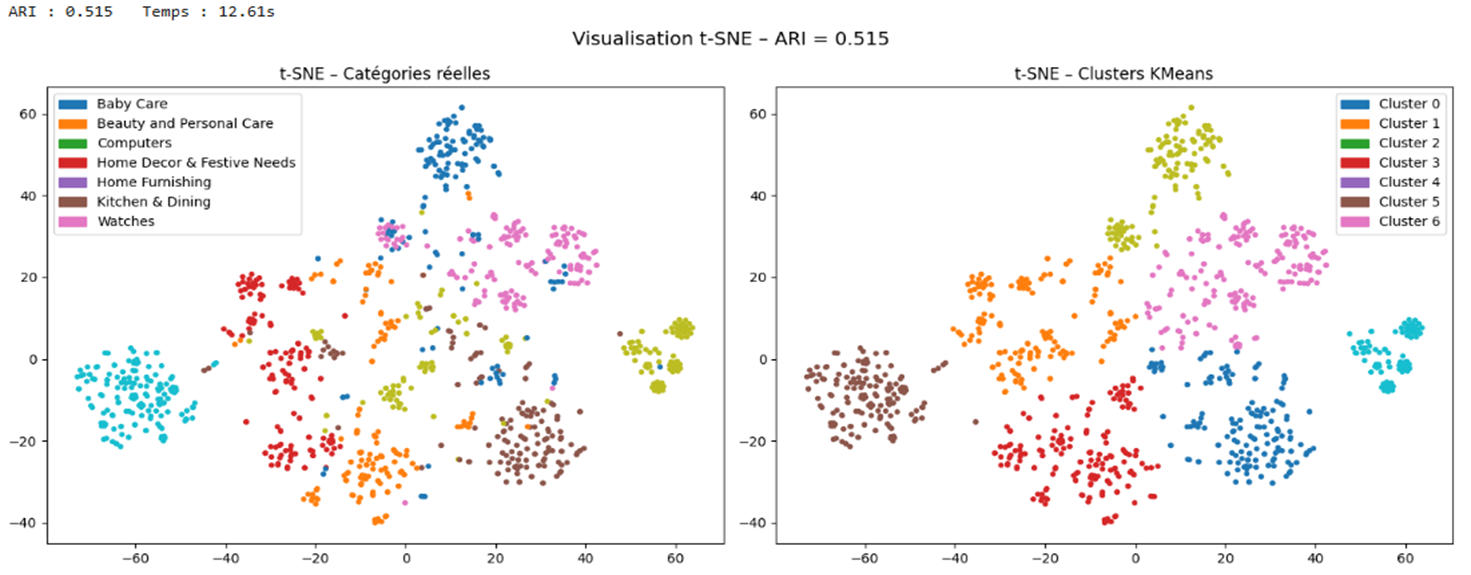 ARI : 0.515   Temps : 12.61s
Visualisation t-SNE – ARI = 0.515
t-SNE – Catégories réelles
60
40
20
0
−20
−40
−60
−40
−20
0
20
40
60
Baby Care
Beauty and Personal Care
Computers
Home Decor & Festive Needs
Home Furnishing
Kitchen & Dining
Watches
t-SNE – Clusters KMeans
60
40
20
0
−20
−40
−60
−40
−20
0
20
40
60
Cluster 0
Cluster 1
Cluster 2
Cluster 3
Cluster 4
Cluster 5
Cluster 6